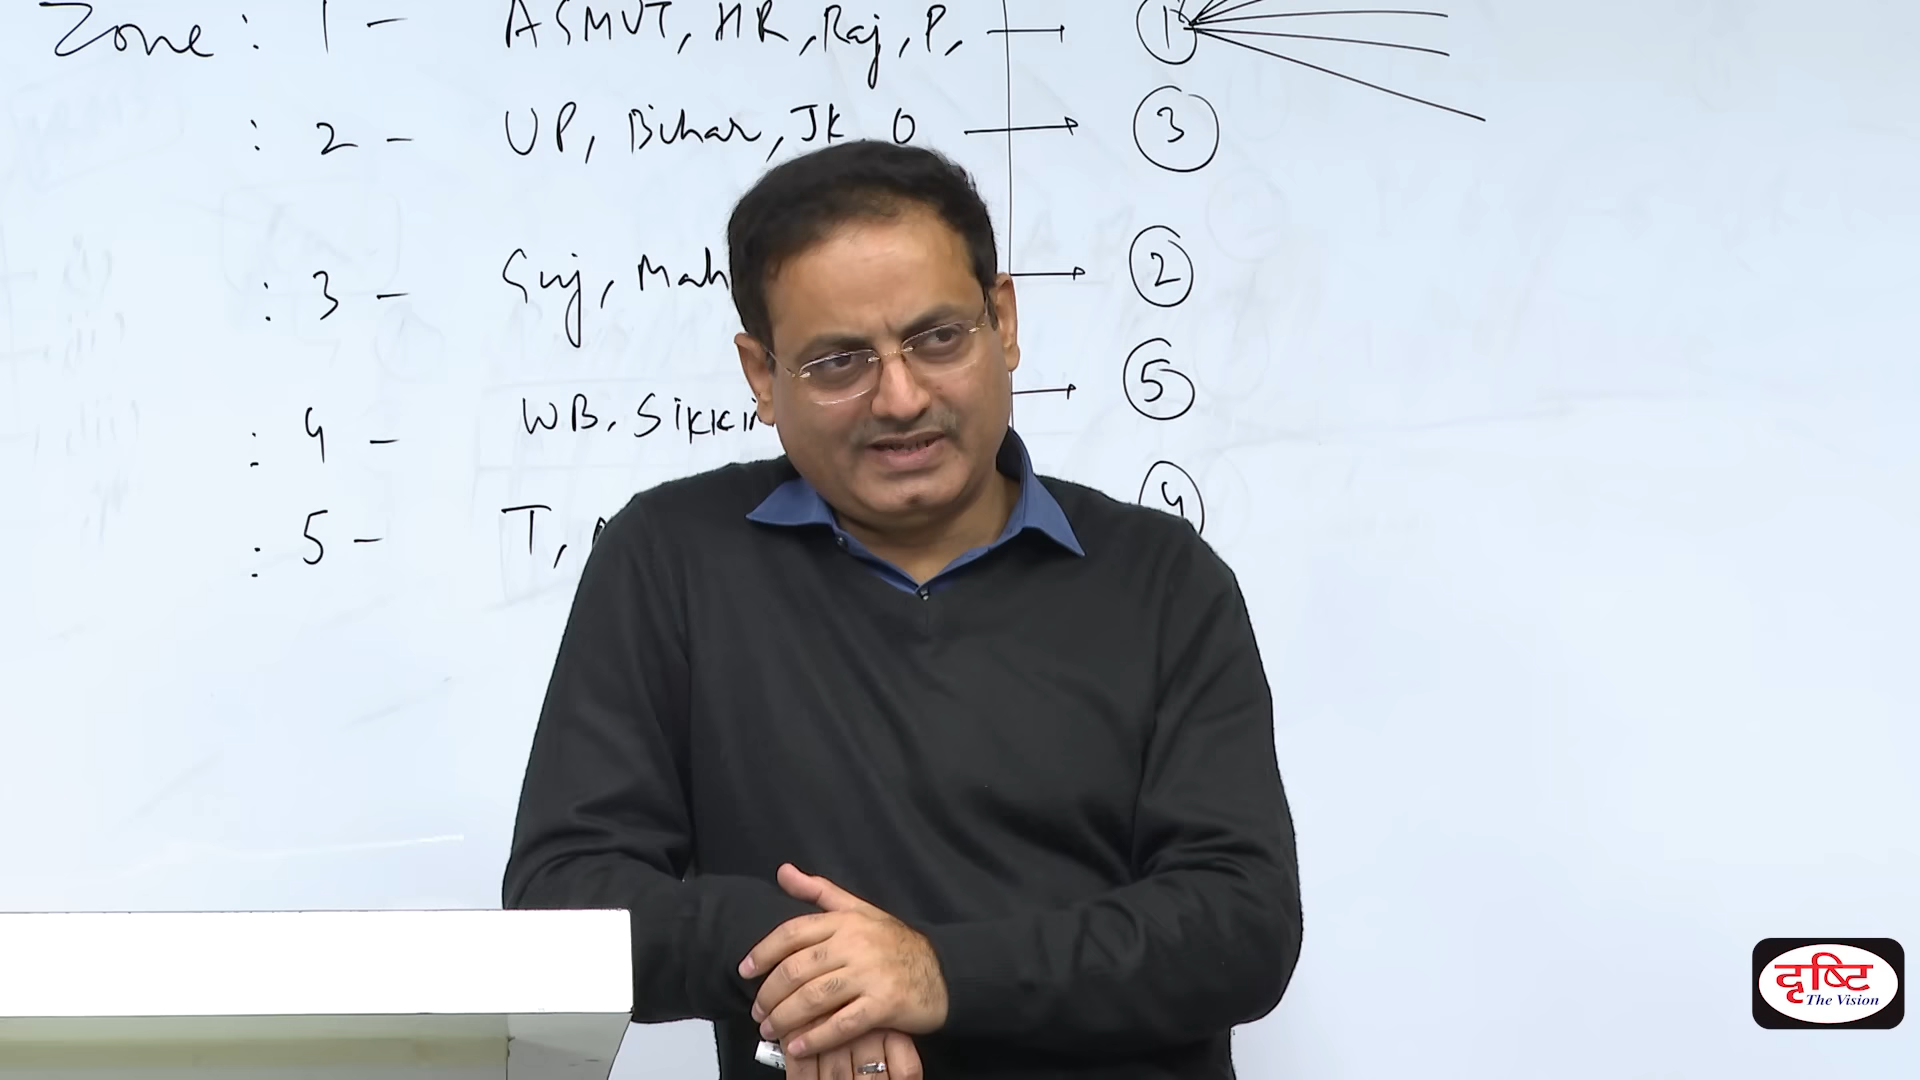 Zone : 1 - ASMUT, HR, Raj, P, → 1
: 2 - UP, Bihar, JK, O → 3
: 3 - Guj, Mah → 2
: 4 - WB, Sikkim → 5
: 5 - T, → 4
दृष्टि
The Vision